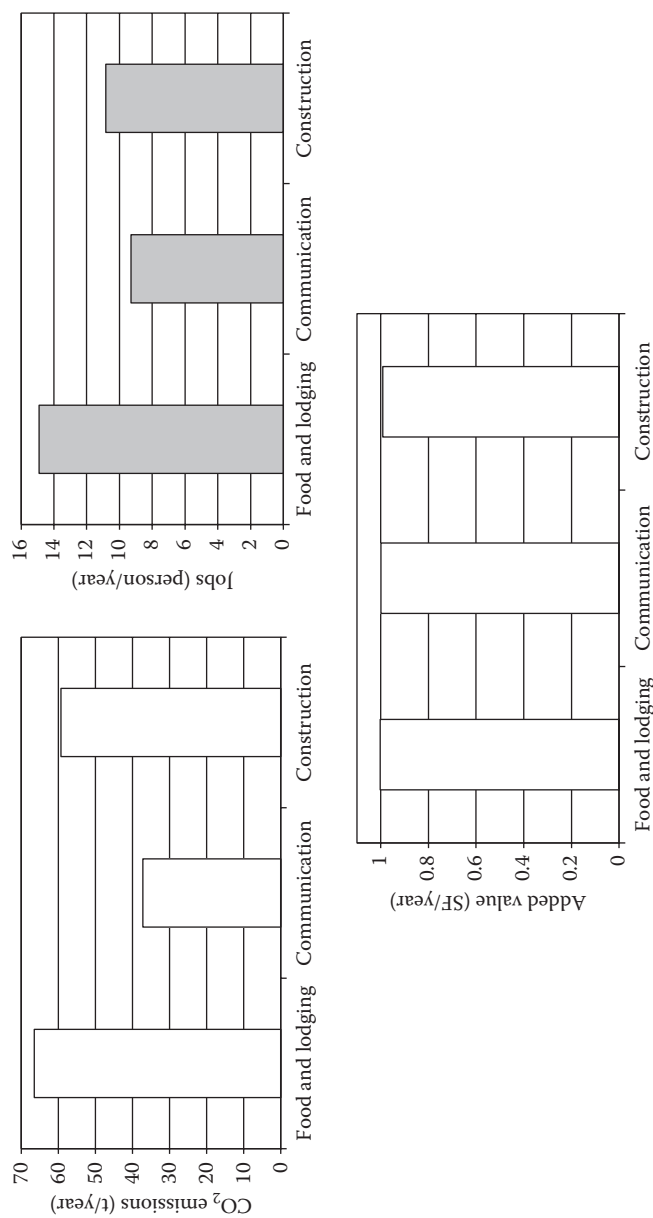 CO₂ emissions (t/year)
70
60
50
40
30
20
10
0
Food and lodging
Communication
Construction
Jobs (person/year)
16
14
12
10
8
6
4
2
0
Food and lodging
Communication
Construction
Added value (SF/year)
1
0.8
0.6
0.4
0.2
0
Food and lodging
Communication
Construction